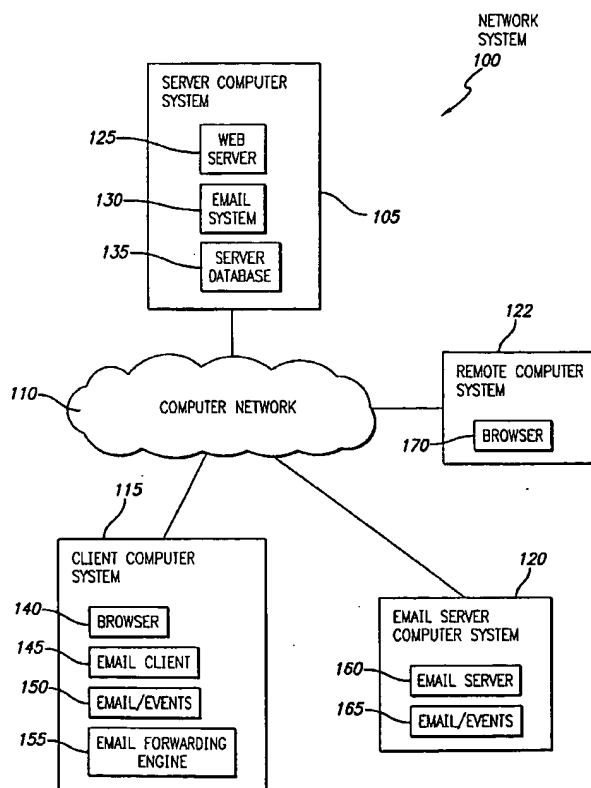 NETWORK
SYSTEM
100
SERVER COMPUTER
SYSTEM
125
WEB
SERVER
130
EMAIL
SYSTEM
105
135
SERVER
DATABASE
122
REMOTE COMPUTER
SYSTEM
110
COMPUTER NETWORK
170
BROWSER
115
CLIENT COMPUTER
SYSTEM
120
EMAIL SERVER
COMPUTER SYSTEM
140
BROWSER
145
EMAIL CLIENT
160
EMAIL SERVER
150
EMAIL/EVENTS
165
EMAIL/EVENTS
155
EMAIL FORWARDING
ENGINE